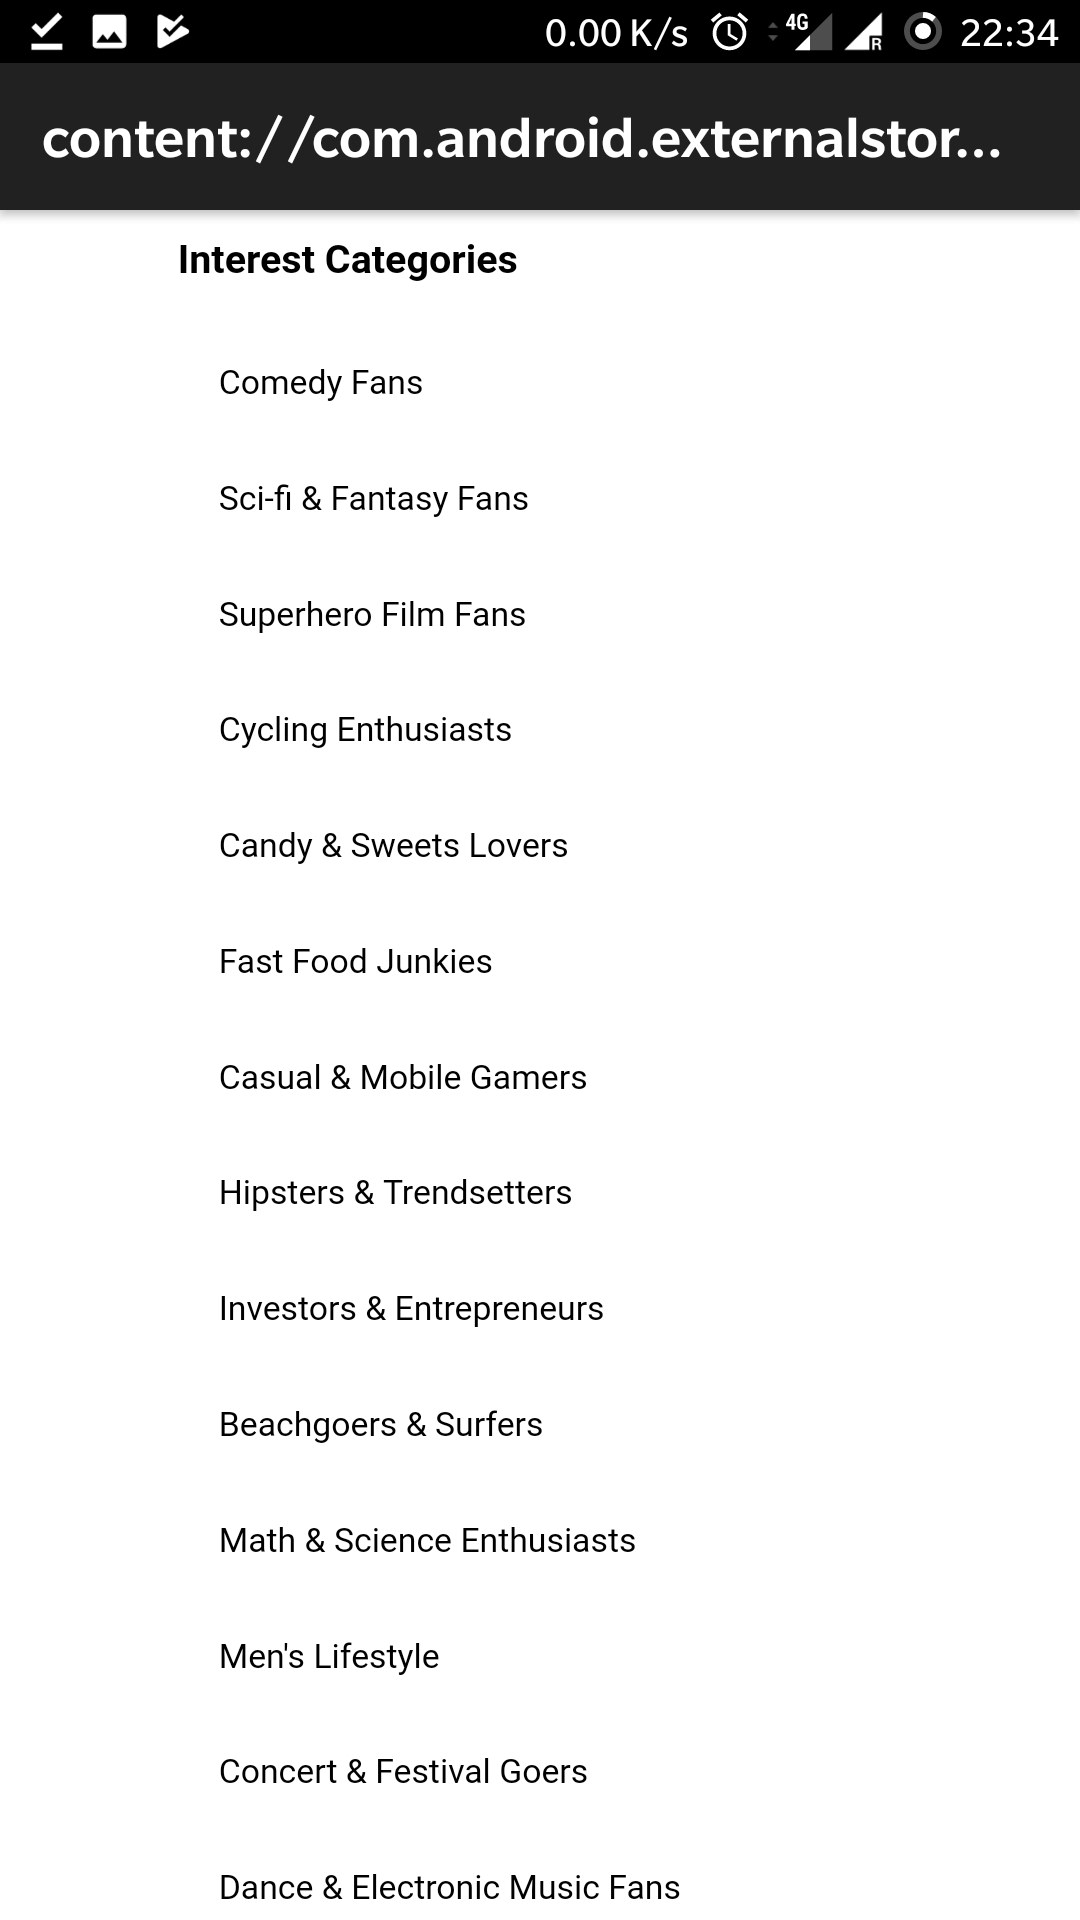 0.00 K/s 4G R 22:34
content://com.android.externalstor...
Interest Categories
Comedy Fans
Sci-fi & Fantasy Fans
Superhero Film Fans
Cycling Enthusiasts
Candy & Sweets Lovers
Fast Food Junkies
Casual & Mobile Gamers
Hipsters & Trendsetters
Investors & Entrepreneurs
Beachgoers & Surfers
Math & Science Enthusiasts
Men's Lifestyle
Concert & Festival Goers
Dance & Electronic Music Fans